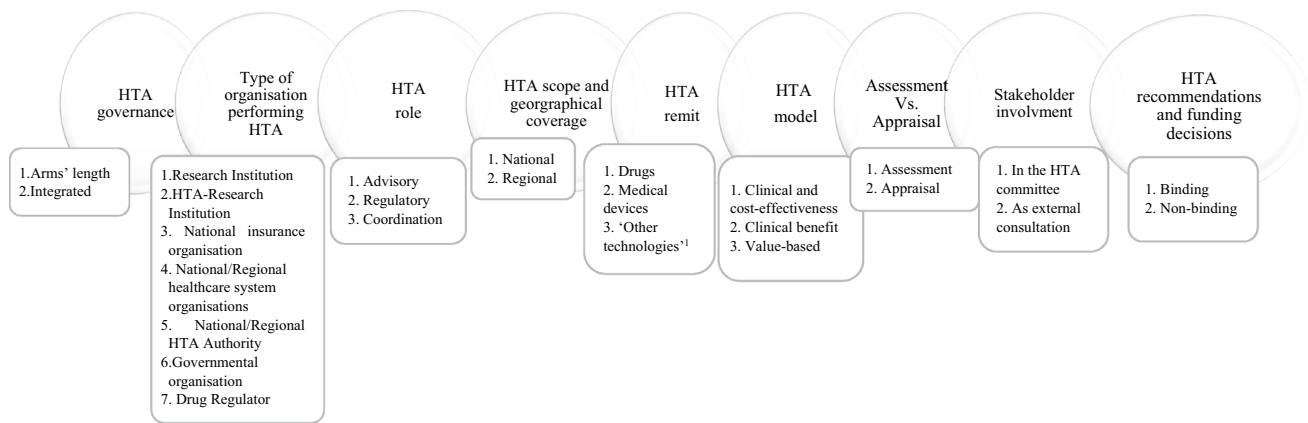 HTA
governance
1.Arms’ length
2.Integrated
Type of
organisation
performing
HTA
1.Research Institution
2.HTA-Research
Institution
3. National insurance
organisation
4. National/Regional
healthcare system
organisations
5. National/Regional
HTA Authority
6.Governmental
organisation
7. Drug Regulator
HTA
role
1. Advisory
2. Regulatory
3. Coordination
HTA scope and
georgraphical
coverage
1. National
2. Regional
HTA
remit
1. Drugs
2. Medical
devices
3. ‘Other
technologies’¹
HTA
model
1. Clinical and
cost-effectiveness
2. Clinical benefit
3. Value-based
Assessment
Vs.
Appraisal
1. Assessment
2. Appraisal
Stakeholder
involvment
1. In the HTA
committee
2. As external
consultation
HTA
recommendations
and funding
decisions
1. Binding
2. Non-binding